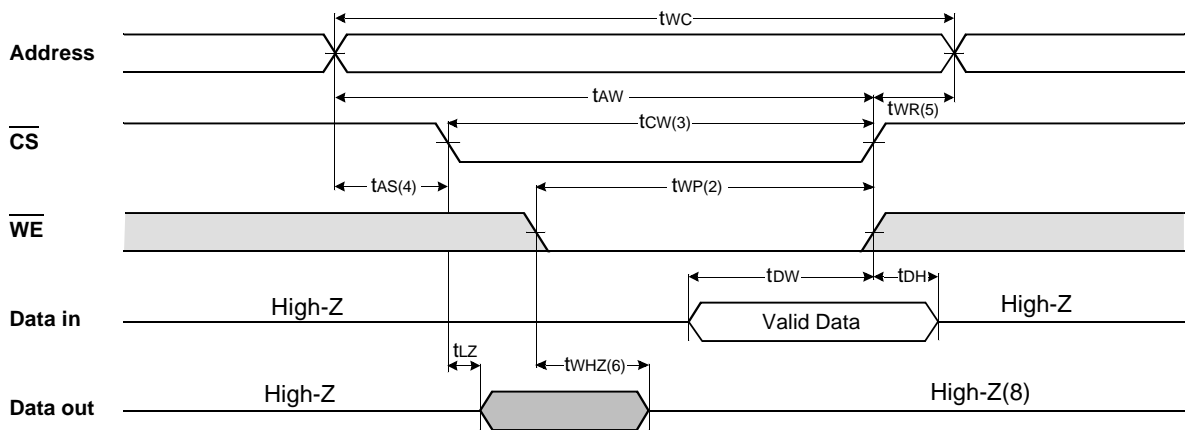 tWC
Address
tAW
tWR(5)
CS
tCW(3)
tAS(4)
tWP(2)
WE
tDW
tDH
Data in
High-Z
Valid Data
High-Z
tLZ
tWHZ(6)
Data out
High-Z
High-Z(8)